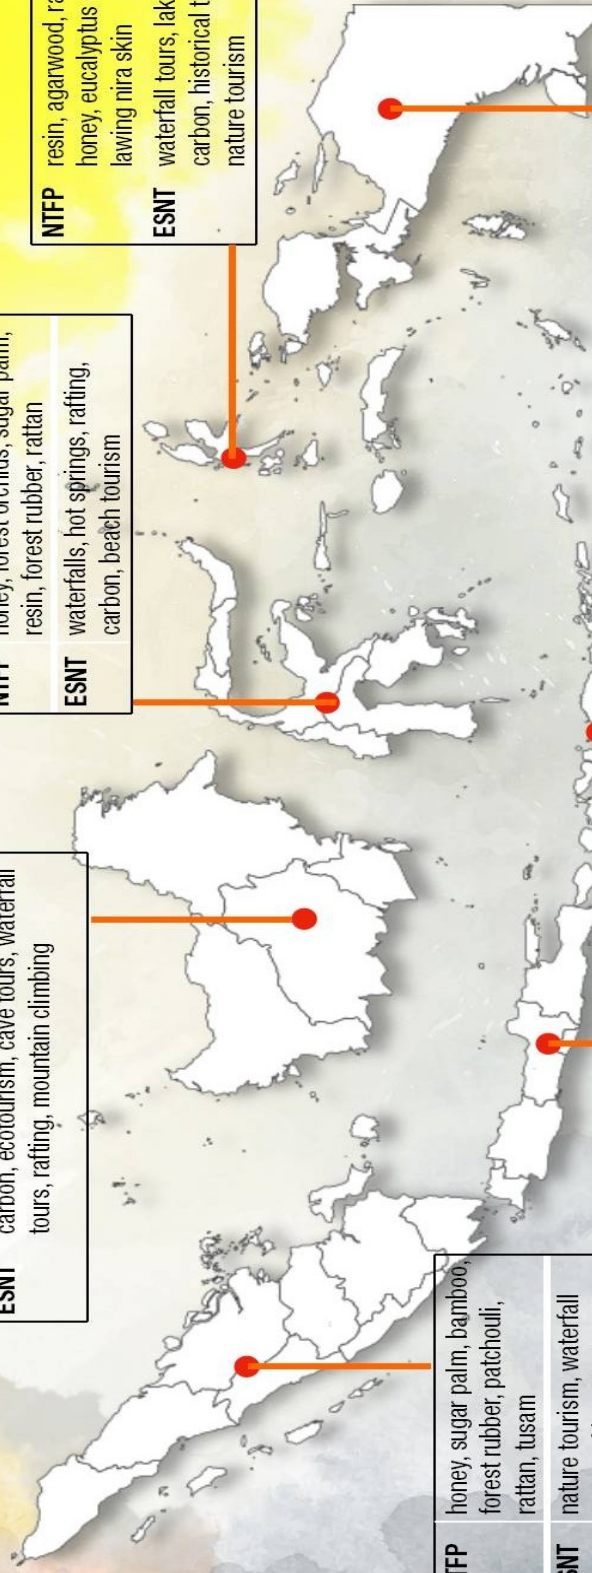 ESNT carbon, ecotourism, cave tours, waterfall
tours, rafting, mountain climbing
NTFP honey, forest orchids, sugar palm,
resin, forest rubber, rattan
ESNT waterfalls, hot springs, rafting,
carbon, beach tourism
NTFP resin, agarwood,
honey, eucalyptus
lawing nira skin
ESNT waterfall tours,
carbon, historical
nature tourism
TFP honey, sugar palm, bamboo,
forest rubber, patchouli,
rattan, tusam
SNT nature tourism, waterfall